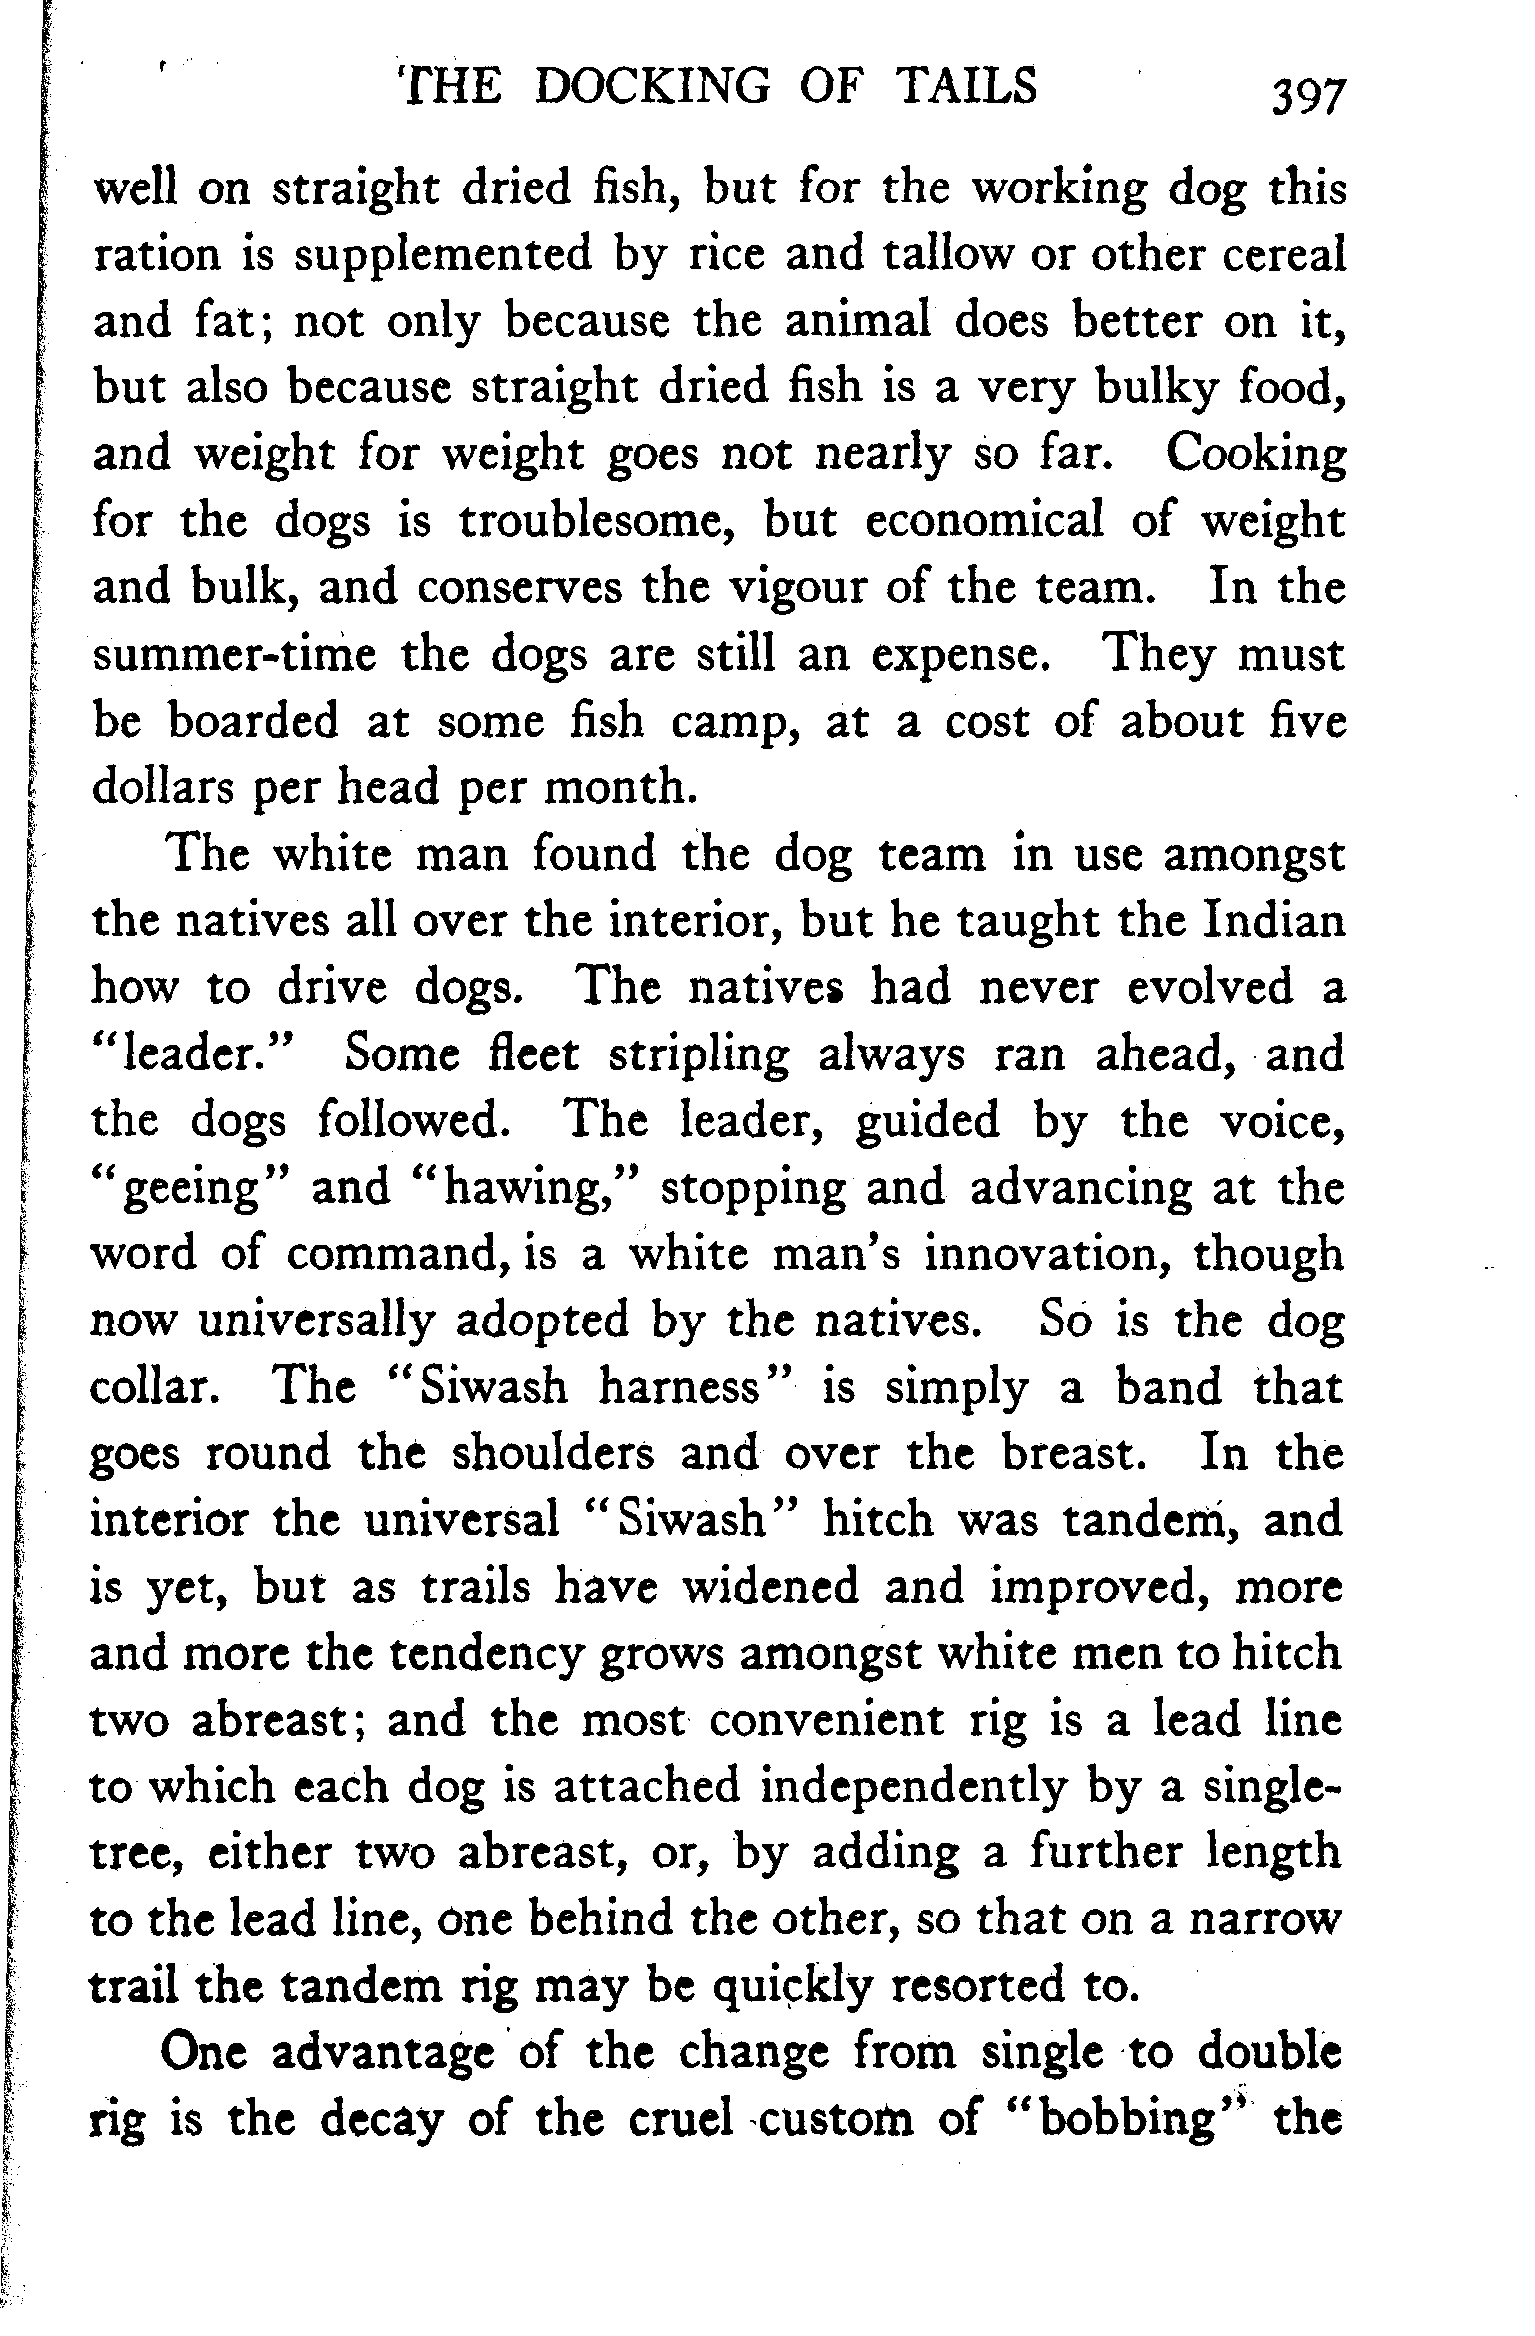 THE DOCKING OF TAILS 397
well on straight dried fish, but for the working dog this
ration is supplemented by rice and tallow or other cereal
and fat; not only because the animal does better on it,
but also because straight dried fish is a very bulky food,
and weight for weight goes not nearly so far. Cooking
for the dogs is troublesome, but economical of weight
and bulk, and conserves the vigour of the team. In the
summer-time the dogs are still an expense. They must
be boarded at some fish camp, at a cost of about five
dollars per head per month.
The white man found the dog team in use amongst
the natives all over the interior, but he taught the Indian
how to drive dogs. The natives had never evolved a
"leader." Some fleet stripling always ran ahead, and
the dogs followed. The leader, guided by the voice,
"geeing" and "hawing," stopping and advancing at the
word of command, is a white man's innovation, though
now universally adopted by the natives. So is the dog
collar. The "Siwash harness" is simply a band that
goes round the shoulders and over the breast. In the
interior the universal "Siwash" hitch was tandem, and
is yet, but as trails have widened and improved, more
and more the tendency grows amongst white men to hitch
two abreast; and the most convenient rig is a lead line
to which each dog is attached independently by a single-
tree, either two abreast, or, by adding a further length
to the lead line, one behind the other, so that on a narrow
trail the tandem rig may be quickly resorted to.
One advantage of the change from single to double
rig is the decay of the cruel custom of "bobbing" the